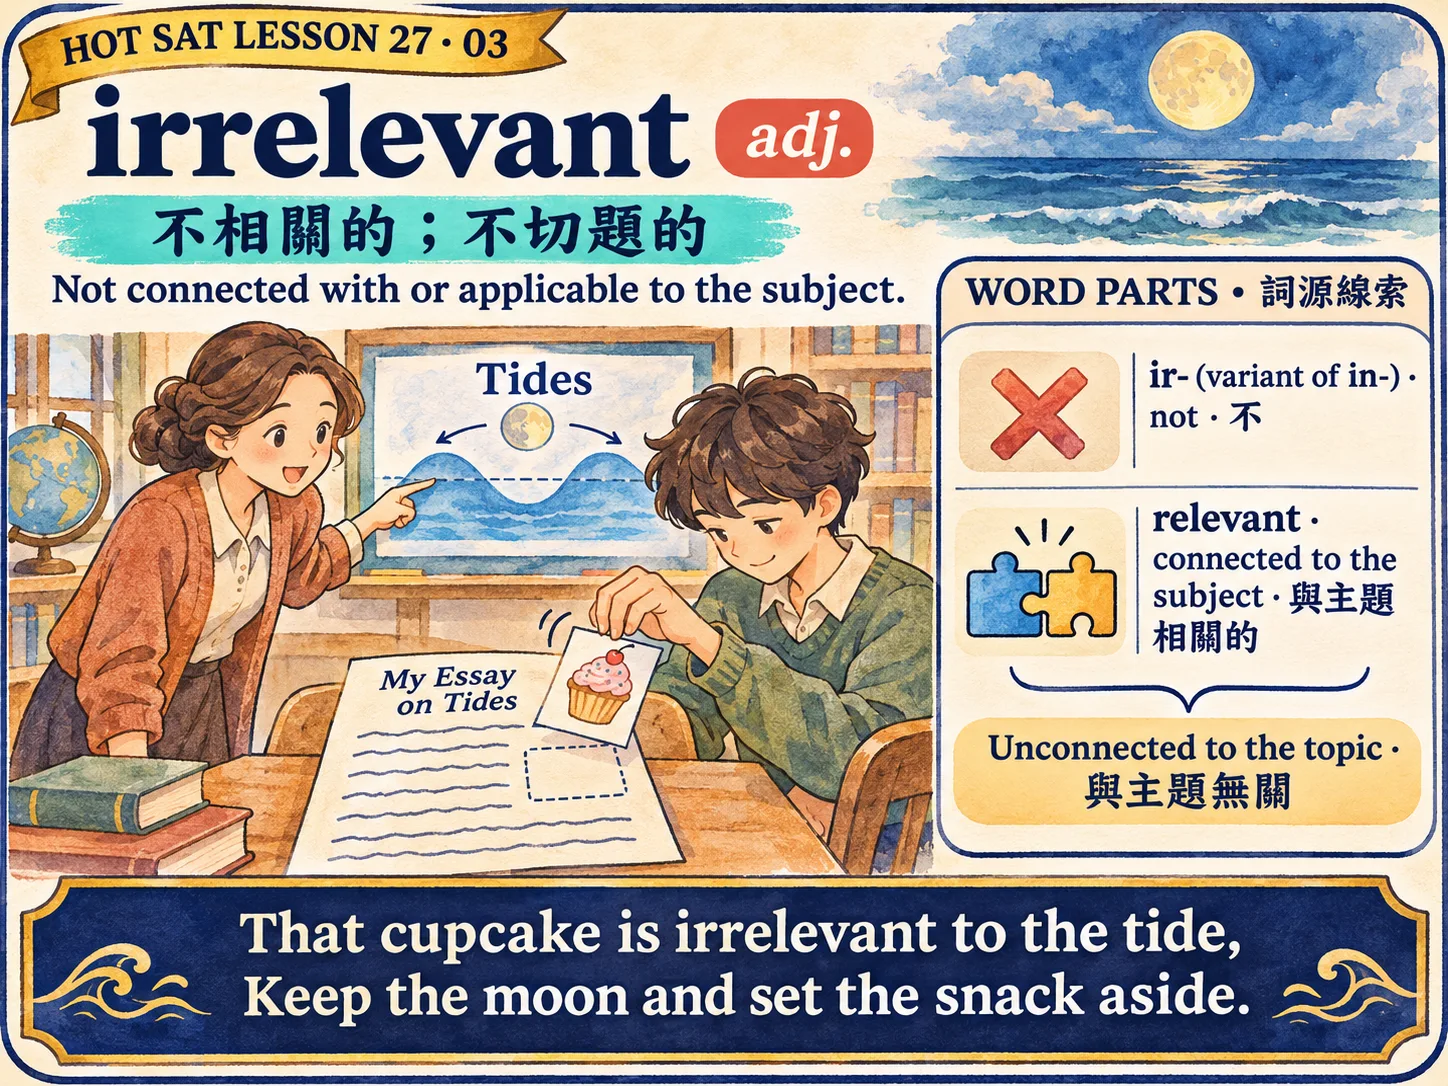 HOT SAT LESSON 27 · 03
irrelevant adj.
不相關的；不切題的
Not connected with or applicable to the subject.
Tides
My Essay
on Tides
WORD PARTS • 詞源線索
ir- (variant of in-) ·
not · 不
relevant ·
connected to the
subject · 與主題
相關的
Unconnected to the topic ·
與主題無關
That cupcake is irrelevant to the tide,
Keep the moon and set the snack aside.